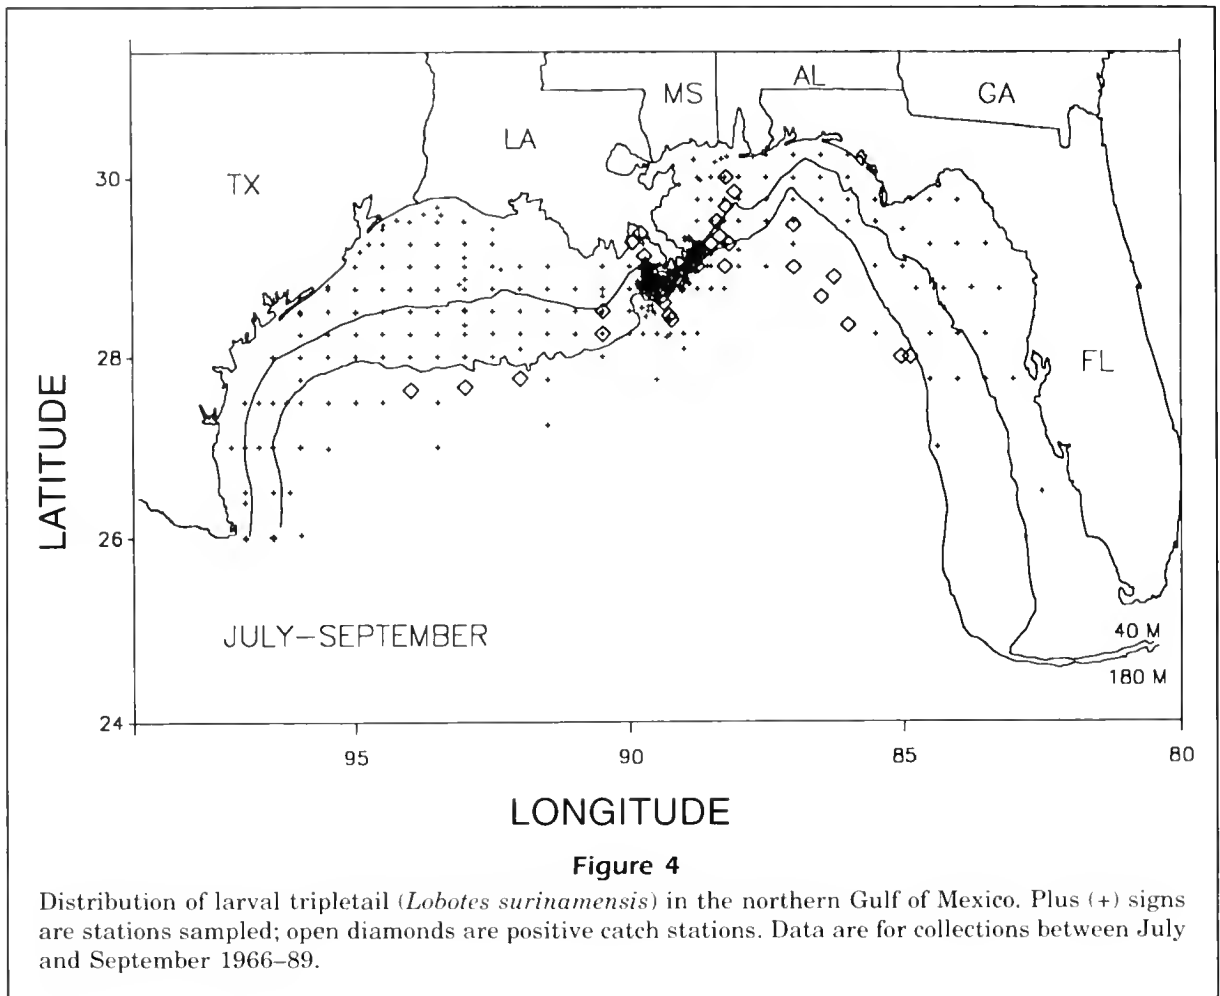 MS
AL
GA
LA
TX
FL
30
28
26
24
LATITUDE
JULY–SEPTEMBER
40 M
180 M
95
90
85
80
LONGITUDE
Figure 4
Distribution of larval tripletail (Lobotes surinamensis) in the northern Gulf of Mexico. Plus (+) signs
are stations sampled; open diamonds are positive catch stations. Data are for collections between July
and September 1966–89.